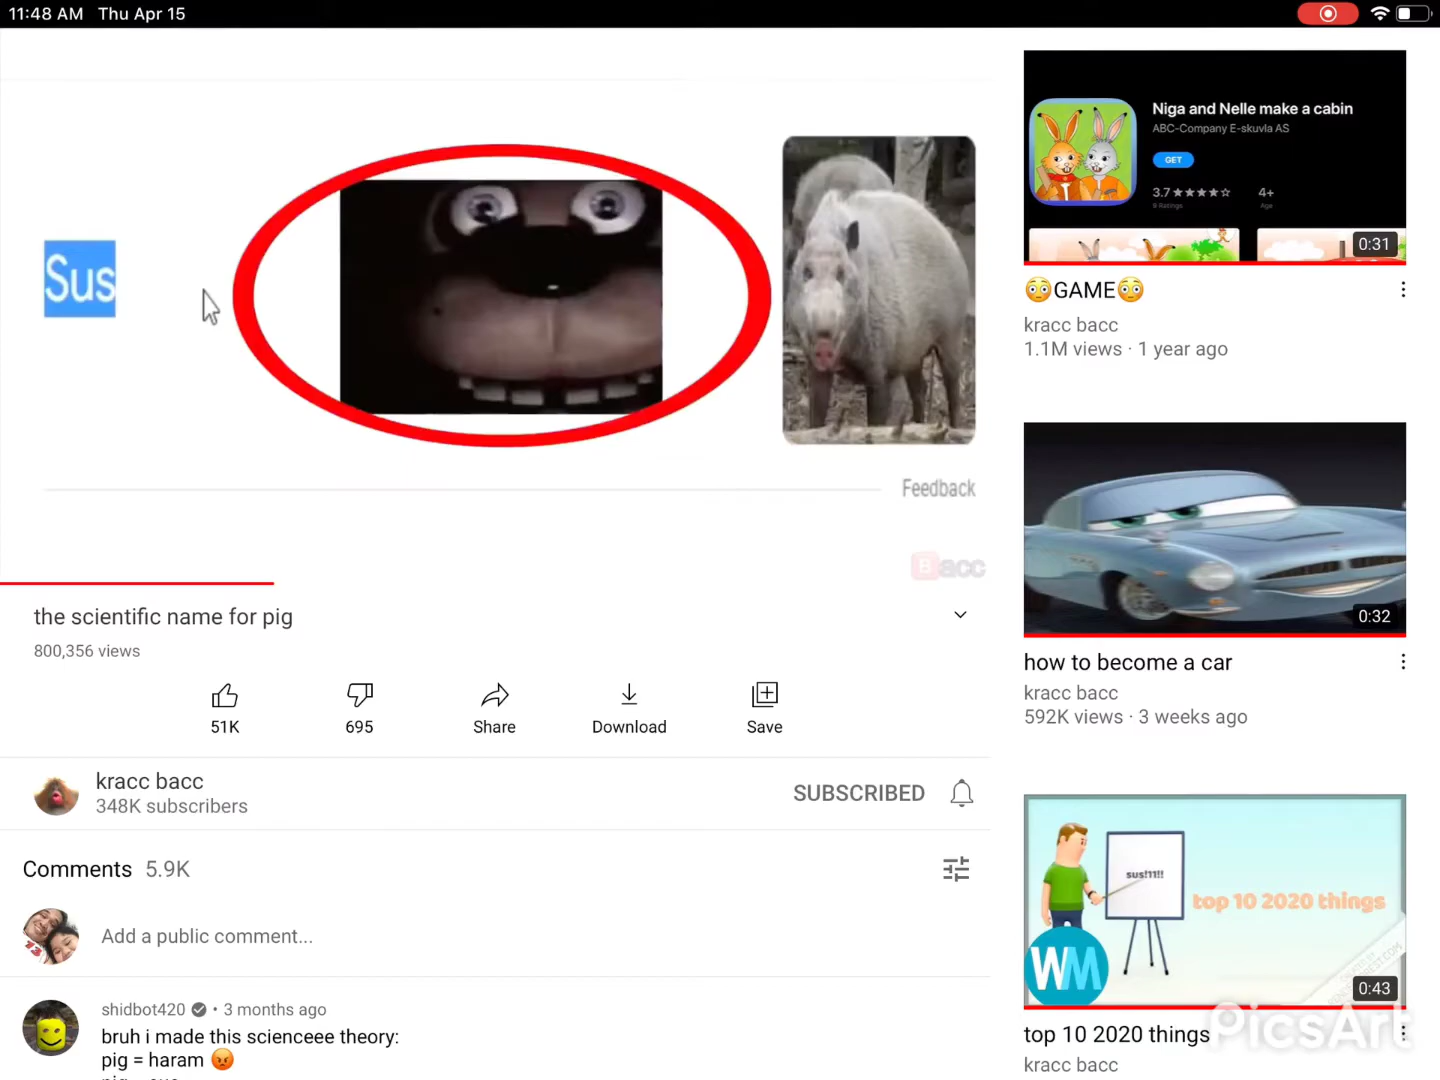 11:48 AM Thu Apr 15
Sus
Feedback
Bacc
the scientific name for pig
800,356 views
51K
695
Share
Download
Save
kracc bacc
348K subscribers
SUBSCRIBED
Comments 5.9K
Add a public comment...
shidbot420 • 3 months ago
bruh i made this scienceee theory:
pig = haram 😡
Niga and Nelle make a cabin
ABC-Company E-skuvla AS
GET
3.7 ★★★★☆ 4+
8 Ratings Age
0:31
😳GAME😳
kracc bacc
1.1M views · 1 year ago
0:32
how to become a car
kracc bacc
592K views · 3 weeks ago
sus!11!!
top 10 2020 things
WM
0:43
top 10 2020 things
kracc bacc
PicsArt